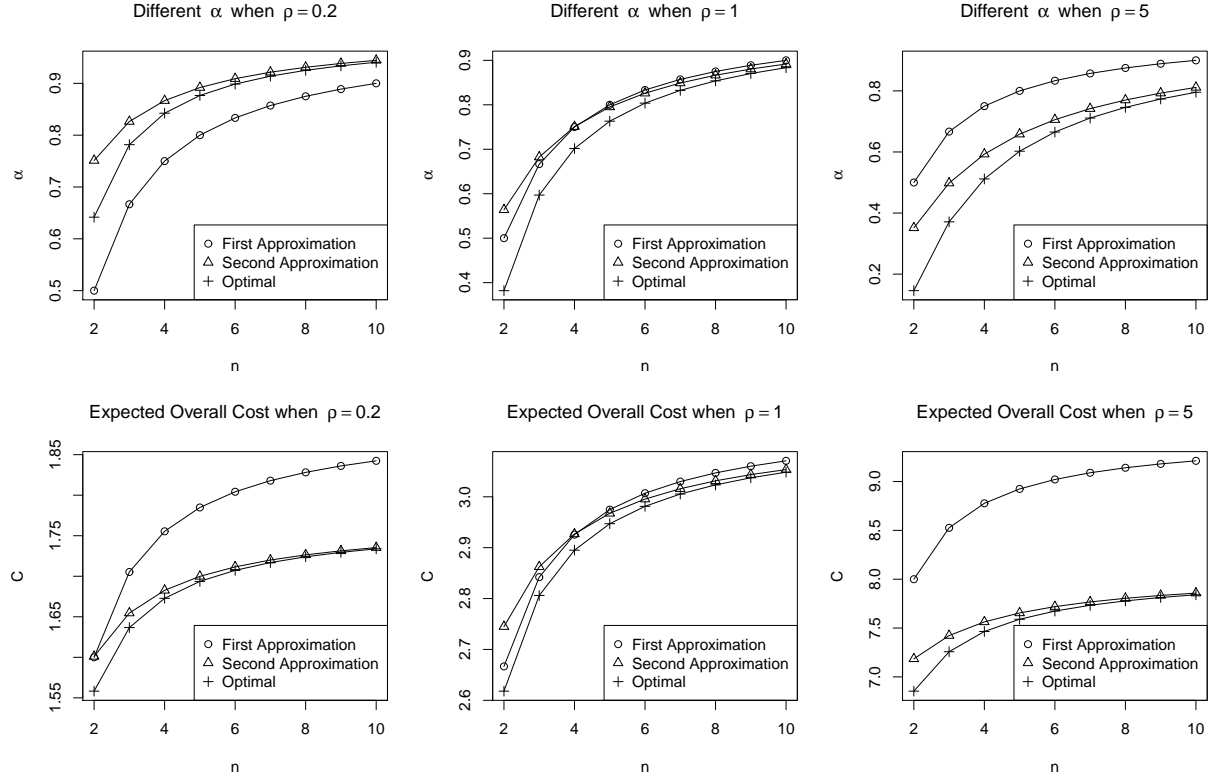 Different α when ρ = 0.2
α
0.5 0.6 0.7 0.8 0.9
First Approximation
Second Approximation
Optimal
2 4 6 8 10
n
Different α when ρ = 1
α
0.4 0.5 0.6 0.7 0.8 0.9
First Approximation
Second Approximation
Optimal
2 4 6 8 10
n
Different α when ρ = 5
α
0.2 0.4 0.6 0.8
First Approximation
Second Approximation
Optimal
2 4 6 8 10
n
Expected Overall Cost when ρ = 0.2
C
1.55 1.65 1.75 1.85
First Approximation
Second Approximation
Optimal
2 4 6 8 10
n
Expected Overall Cost when ρ = 1
C
2.6 2.7 2.8 2.9 3.0
First Approximation
Second Approximation
Optimal
2 4 6 8 10
n
Expected Overall Cost when ρ = 5
C
7.0 7.5 8.0 8.5 9.0
First Approximation
Second Approximation
Optimal
2 4 6 8 10
n